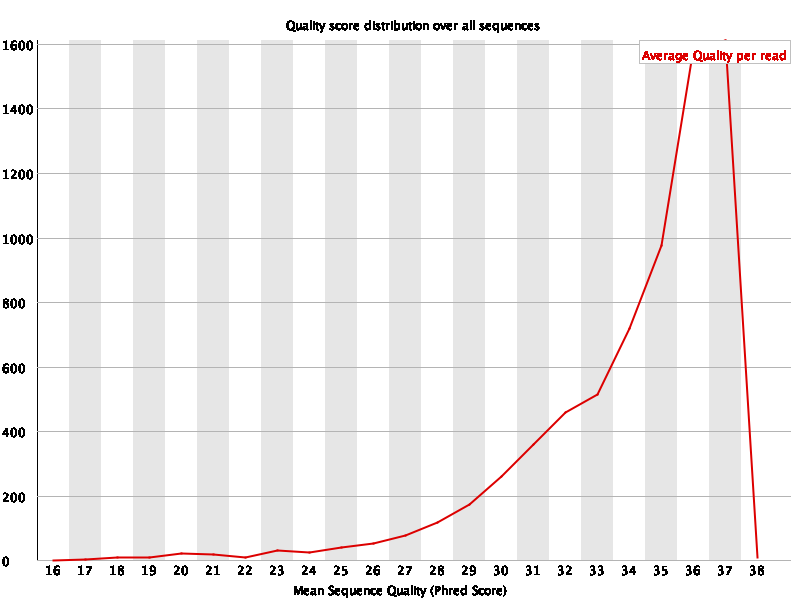 Quality score distribution over all sequences
Average Quality per read
1600
1400
1200
1000
800
600
400
200
0
16 17 18 19 20 21 22 23 24 25 26 27 28 29 30 31 32 33 34 35 36 37 38
Mean Sequence Quality (Phred Score)